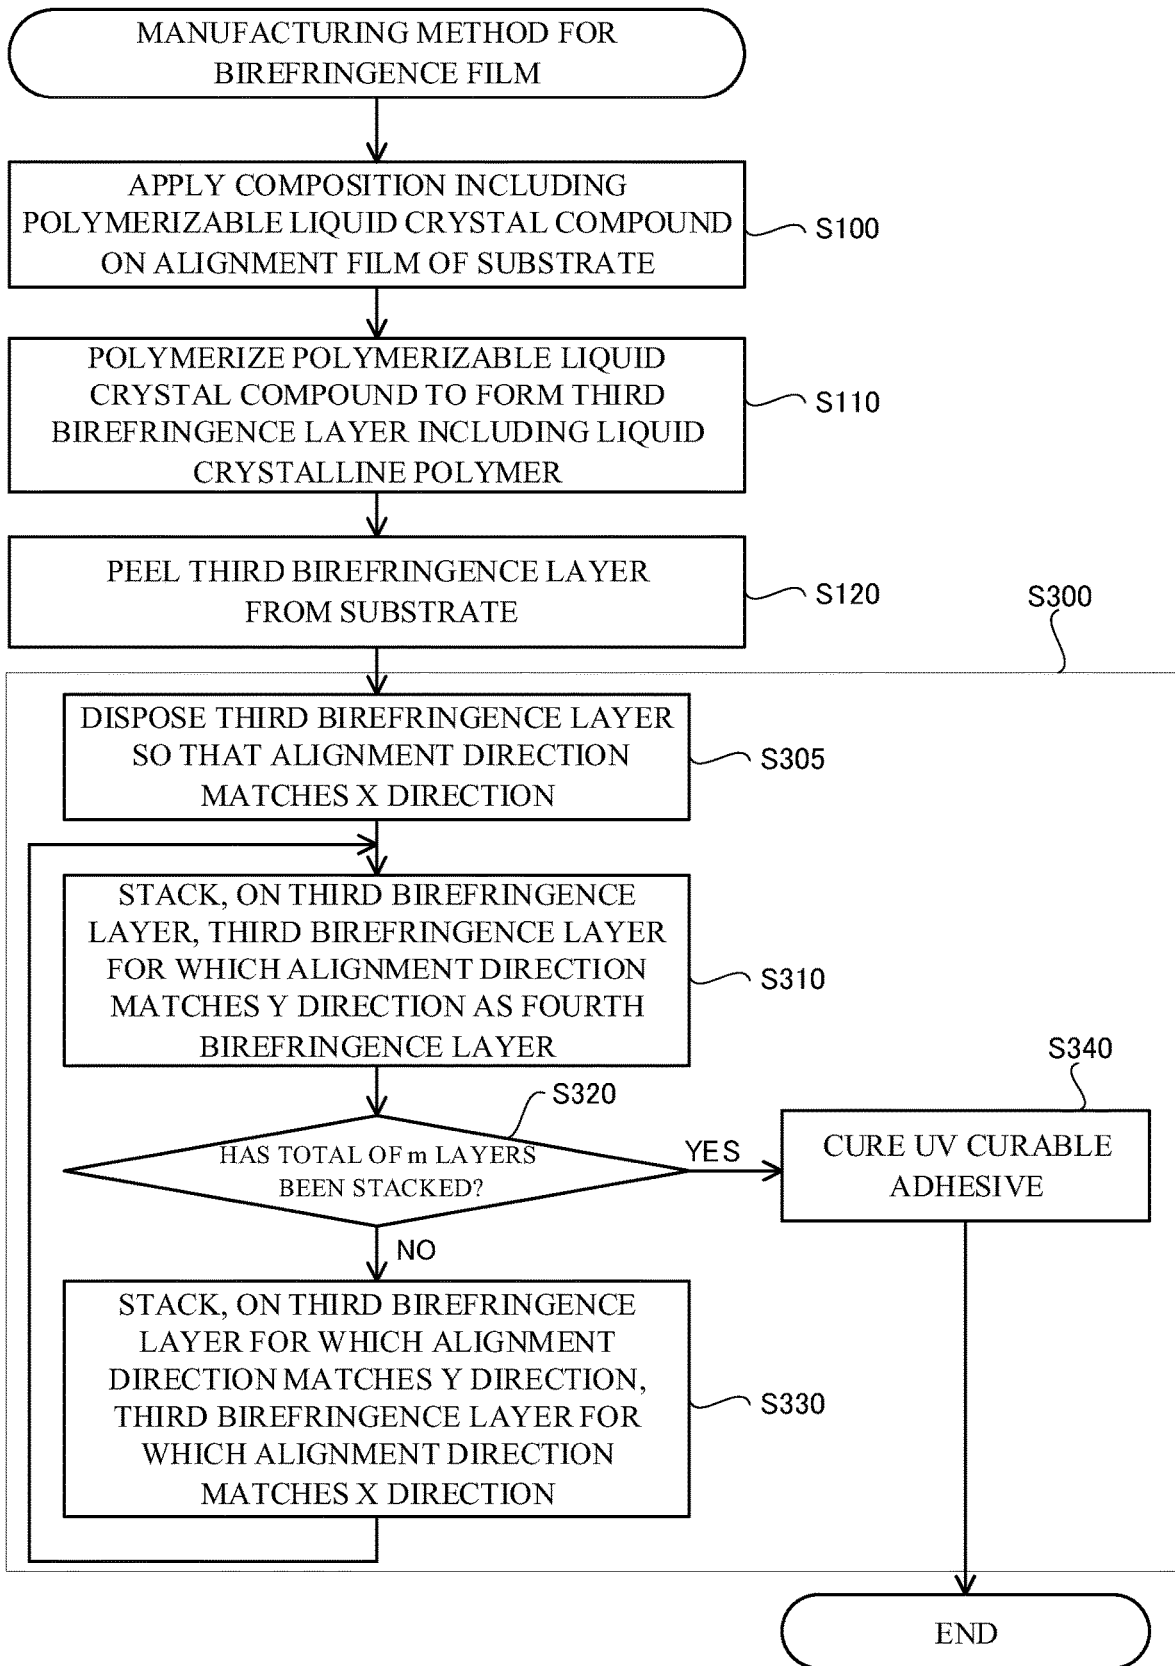 MANUFACTURING METHOD FOR
BIREFRINGENCE FILM
APPLY COMPOSITION INCLUDING
POLYMERIZABLE LIQUID CRYSTAL COMPOUND
ON ALIGNMENT FILM OF SUBSTRATE
S100
POLYMERIZE POLYMERIZABLE LIQUID
CRYSTAL COMPOUND TO FORM THIRD
BIREFRINGENCE LAYER INCLUDING LIQUID
CRYSTALLINE POLYMER
S110
PEEL THIRD BIREFRINGENCE LAYER
FROM SUBSTRATE
S120
S300
DISPOSE THIRD BIREFRINGENCE LAYER
SO THAT ALIGNMENT DIRECTION
MATCHES X DIRECTION
S305
STACK, ON THIRD BIREFRINGENCE
LAYER, THIRD BIREFRINGENCE LAYER
FOR WHICH ALIGNMENT DIRECTION
MATCHES Y DIRECTION AS FOURTH
BIREFRINGENCE LAYER
S310
S320
HAS TOTAL OF m LAYERS
BEEN STACKED?
YES
S340
CURE UV CURABLE
ADHESIVE
NO
STACK, ON THIRD BIREFRINGENCE
LAYER FOR WHICH ALIGNMENT
DIRECTION MATCHES Y DIRECTION,
THIRD BIREFRINGENCE LAYER FOR
WHICH ALIGNMENT DIRECTION
MATCHES X DIRECTION
S330
END